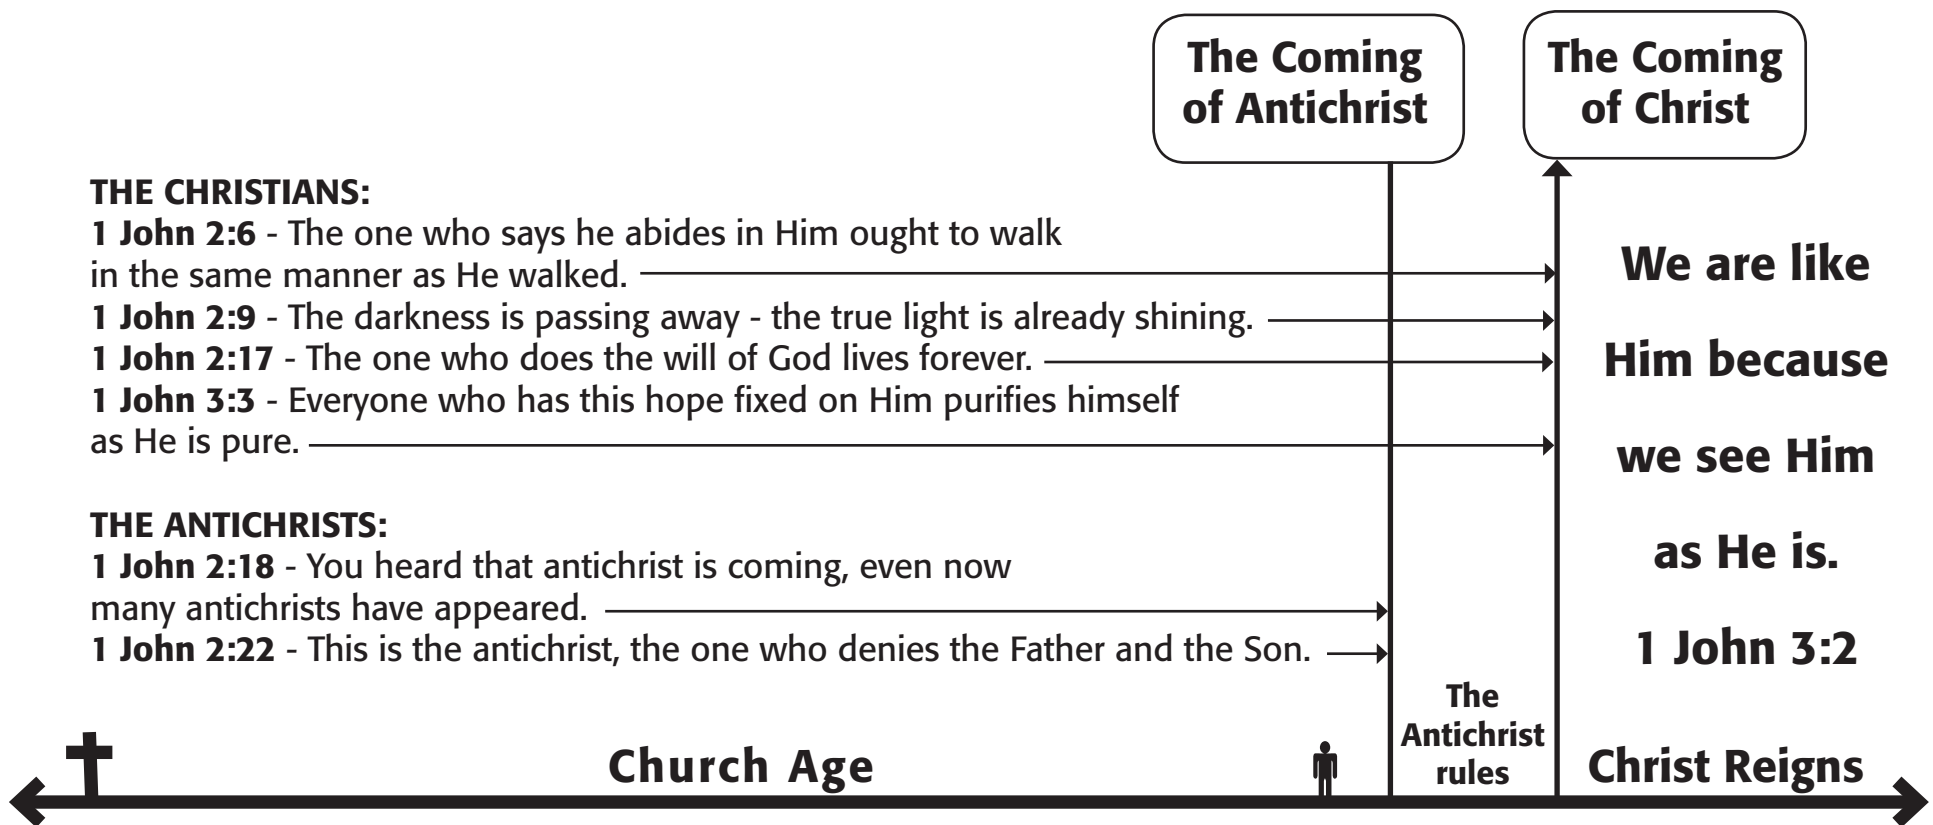 The Coming
of Antichrist
The Coming
of Christ
THE CHRISTIANS:
1 John 2:6 - The one who says he abides in Him ought to walk
in the same manner as He walked.
1 John 2:9 - The darkness is passing away - the true light is already shining.
1 John 2:17 - The one who does the will of God lives forever.
1 John 3:3 - Everyone who has this hope fixed on Him purifies himself
as He is pure.
THE ANTICHRISTS:
1 John 2:18 - You heard that antichrist is coming, even now
many antichrists have appeared.
1 John 2:22 - This is the antichrist, the one who denies the Father and the Son.
We are like
Him because
we see Him
as He is.
1 John 3:2
Church Age
The
Antichrist
rules
Christ Reigns